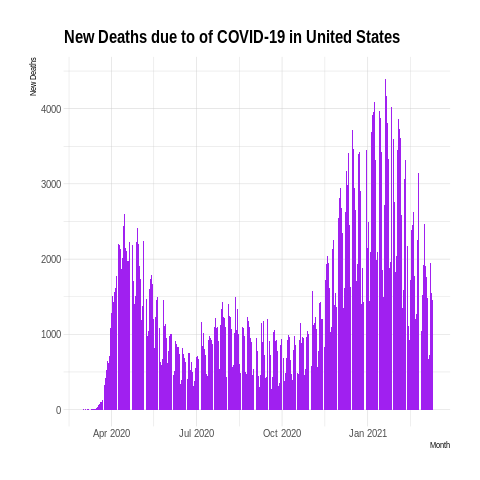 New Deaths due to of COVID-19 in United States
New Deaths
4000
3000
2000
1000
0
Apr 2020 Jul 2020 Oct 2020 Jan 2021
Month